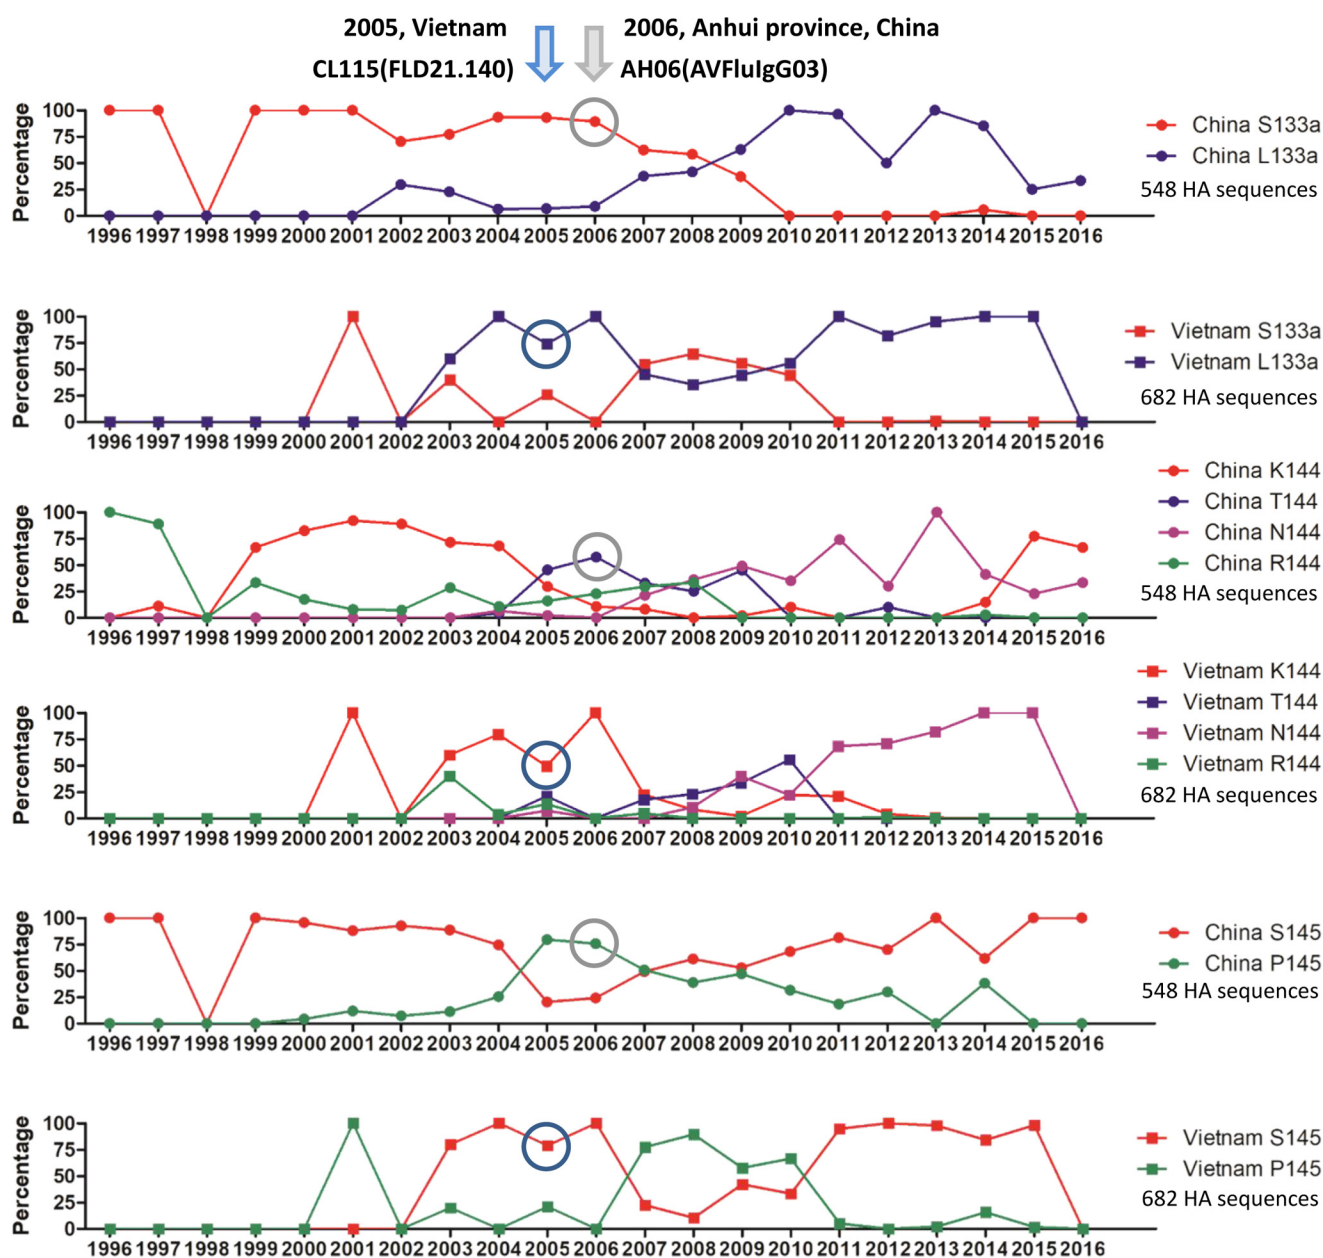 2005, Vietnam
CL115(FLD21.140)
2006, Anhui province, China
AH06(AVFluIgG03)
Percentage
100
75
50
25
0
1996 1997 1998 1999 2000 2001 2002 2003 2004 2005 2006 2007 2008 2009 2010 2011 2012 2013 2014 2015 2016
China S133a
China L133a
548 HA sequences
Percentage
100
75
50
25
0
1996 1997 1998 1999 2000 2001 2002 2003 2004 2005 2006 2007 2008 2009 2010 2011 2012 2013 2014 2015 2016
Vietnam S133a
Vietnam L133a
682 HA sequences
Percentage
100
75
50
25
0
1996 1997 1998 1999 2000 2001 2002 2003 2004 2005 2006 2007 2008 2009 2010 2011 2012 2013 2014 2015 2016
China K144
China T144
China N144
China R144
548 HA sequences
Percentage
100
75
50
25
0
1996 1997 1998 1999 2000 2001 2002 2003 2004 2005 2006 2007 2008 2009 2010 2011 2012 2013 2014 2015 2016
Vietnam K144
Vietnam T144
Vietnam N144
Vietnam R144
682 HA sequences
Percentage
100
75
50
25
0
1996 1997 1998 1999 2000 2001 2002 2003 2004 2005 2006 2007 2008 2009 2010 2011 2012 2013 2014 2015 2016
China S145
China P145
548 HA sequences
Percentage
100
75
50
25
0
1996 1997 1998 1999 2000 2001 2002 2003 2004 2005 2006 2007 2008 2009 2010 2011 2012 2013 2014 2015 2016
Vietnam S145
Vietnam P145
682 HA sequences